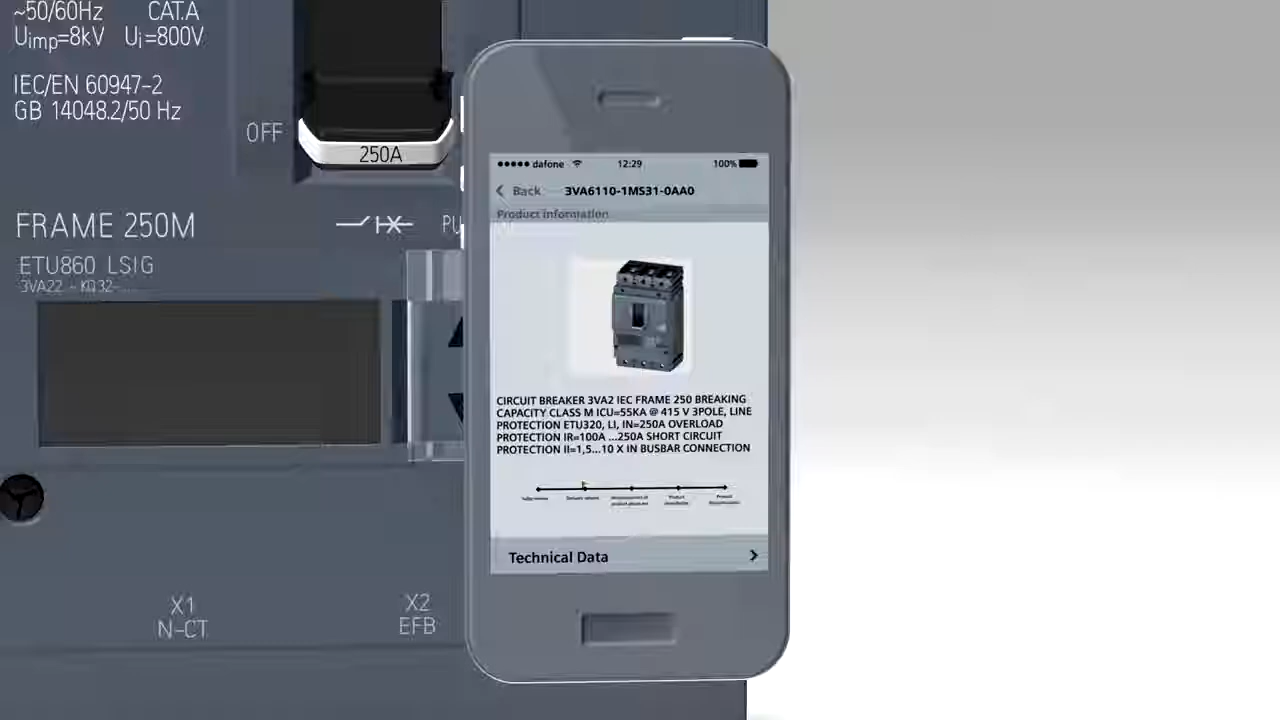 ~50/60Hz CAT.A
Uimp=8kV Ui=800V
IEC/EN 60947-2
GB 14048.2/50 Hz
OFF
250A
FRAME 250M
PU
ETU860 LSIG
X1
N-CT
X2
EFB
dafone
12:29
100%
Back
3VA6110-1MS31-0AA0
Product information
CIRCUIT BREAKER 3VA2 IEC FRAME 250 BREAKING
CAPACITY CLASS M ICU=55KA @ 415 V 3POLE, LINE
PROTECTION ETU320, LI, IN=250A OVERLOAD
PROTECTION IR=100A ...250A SHORT CIRCUIT
PROTECTION II=1,5...10 X IN BUSBAR CONNECTION
Technical Data